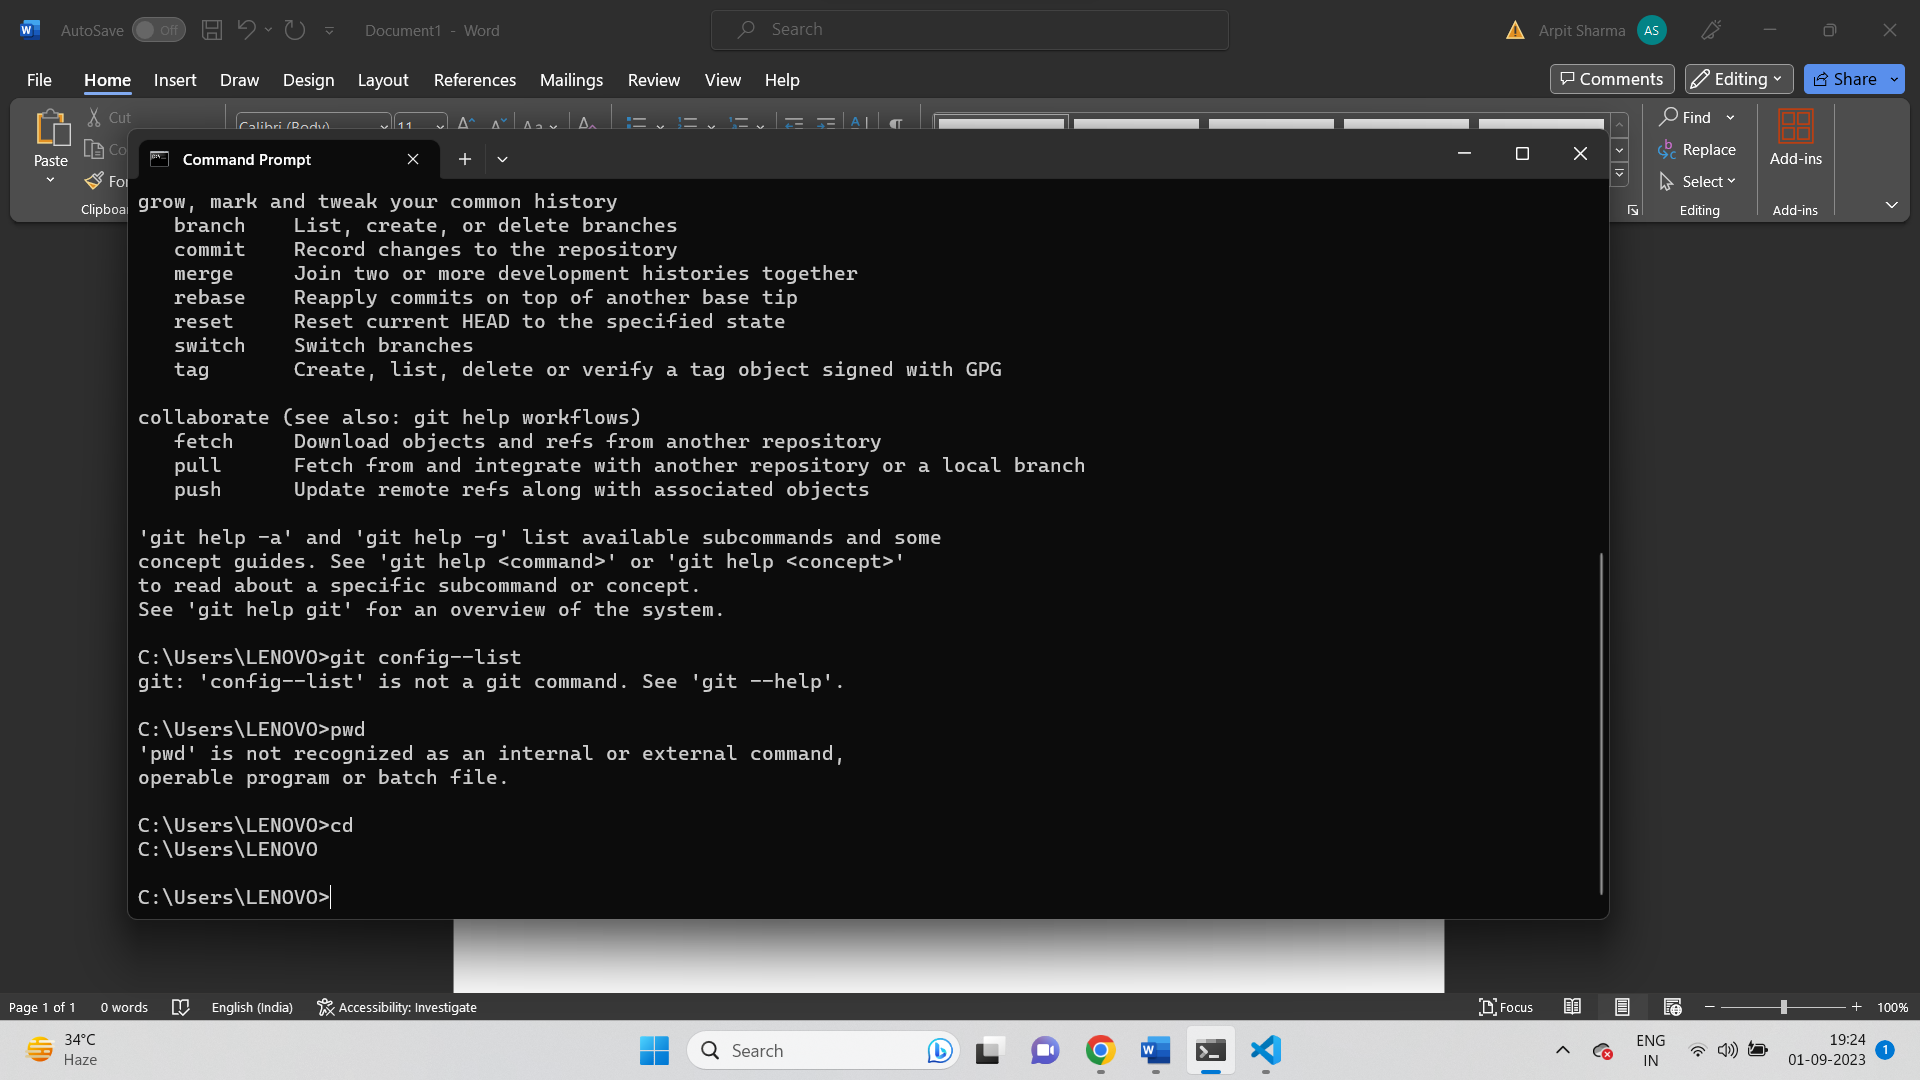 AutoSave Off Document1 - Word Search Arpit Sharma AS
File Home Insert Draw Design Layout References Mailings Review View Help Comments Editing Share
Paste Cut Calibri (Body) 11 Find Replace Select Add-ins
Editing Add-ins
Command Prompt
grow, mark and tweak your common history
branch List, create, or delete branches
commit Record changes to the repository
merge Join two or more development histories together
rebase Reapply commits on top of another base tip
reset Reset current HEAD to the specified state
switch Switch branches
tag Create, list, delete or verify a tag object signed with GPG
collaborate (see also: git help workflows)
fetch Download objects and refs from another repository
pull Fetch from and integrate with another repository or a local branch
push Update remote refs along with associated objects
'git help -a' and 'git help -g' list available subcommands and some
concept guides. See 'git help <command>' or 'git help <concept>'
to read about a specific subcommand or concept.
See 'git help git' for an overview of the system.
C:\Users\LENOVO>git config--list
git: 'config--list' is not a git command. See 'git --help'.
C:\Users\LENOVO>pwd
'pwd' is not recognized as an internal or external command,
operable program or batch file.
C:\Users\LENOVO>cd
C:\Users\LENOVO
C:\Users\LENOVO>
Page 1 of 1 0 words English (India) Accessibility: Investigate Focus 100%
34°C
Haze
Search
ENG
IN
19:24
01-09-2023
1